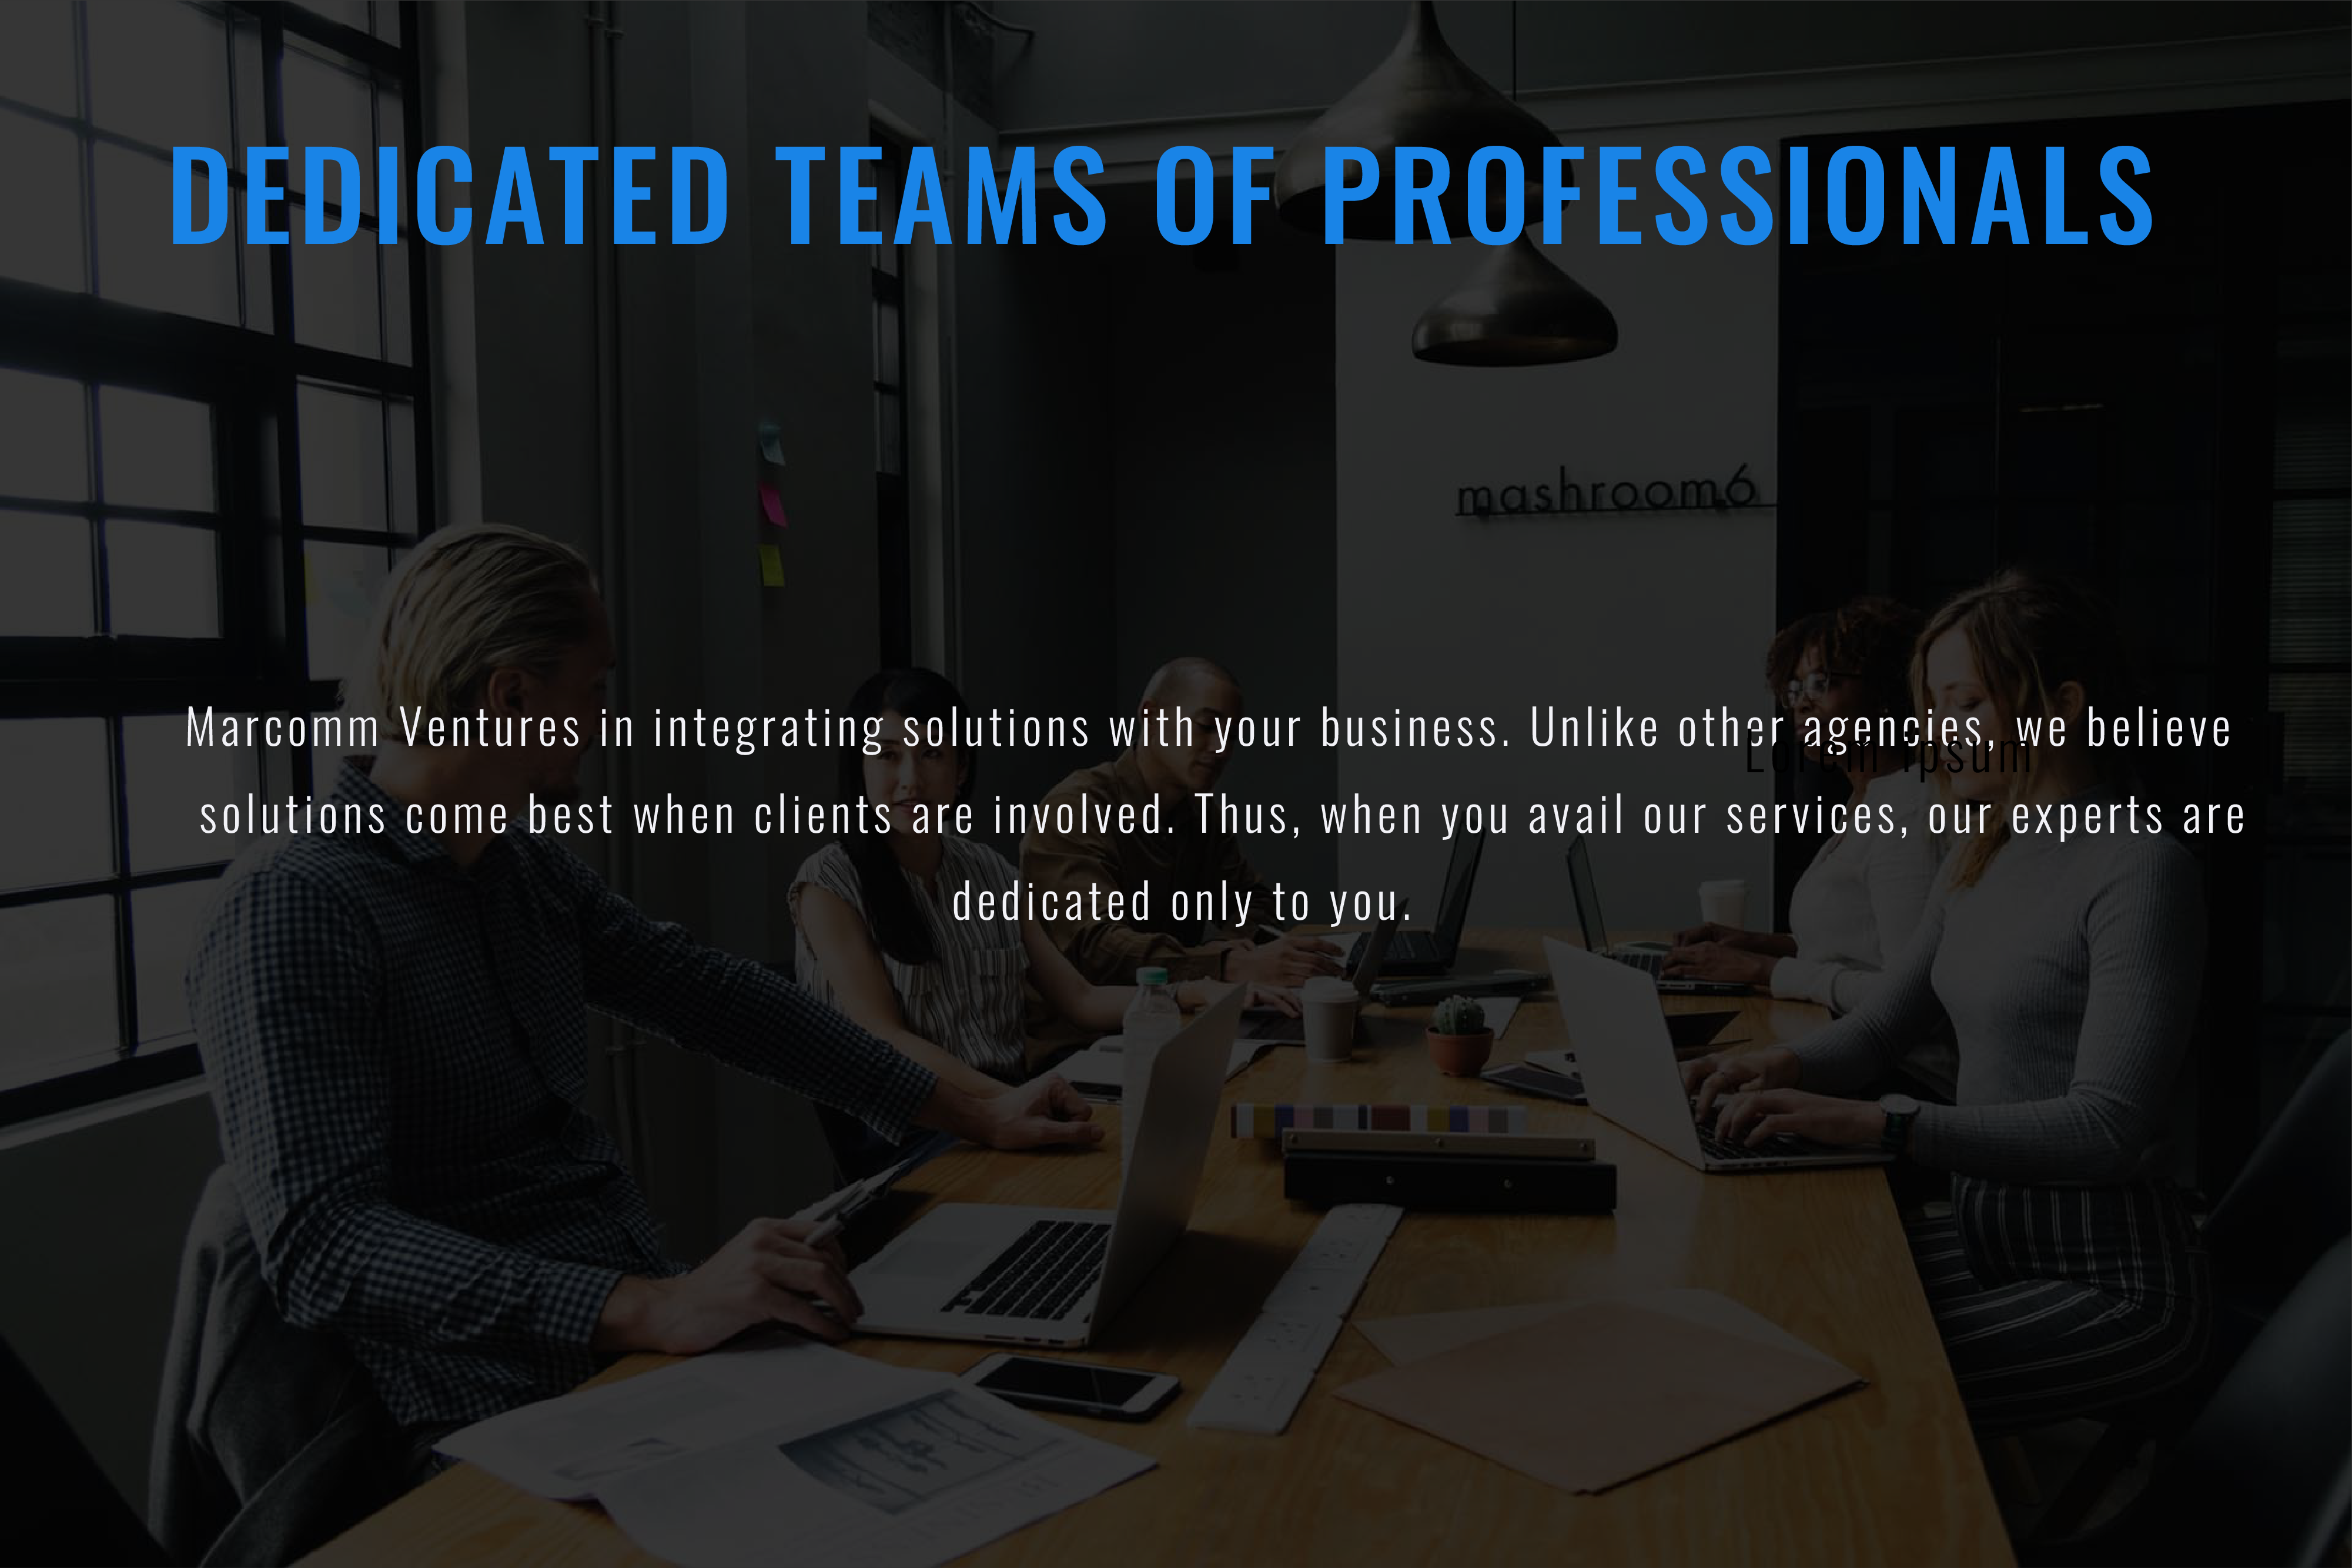 DEDICATED TEAMS OF PROFESSIONALS
mashroom6
Marcomm Ventures in integrating solutions with your business. Unlike other agencies, we believe
Lorem ipsum
solutions come best when clients are involved. Thus, when you avail our services, our experts are
dedicated only to you.